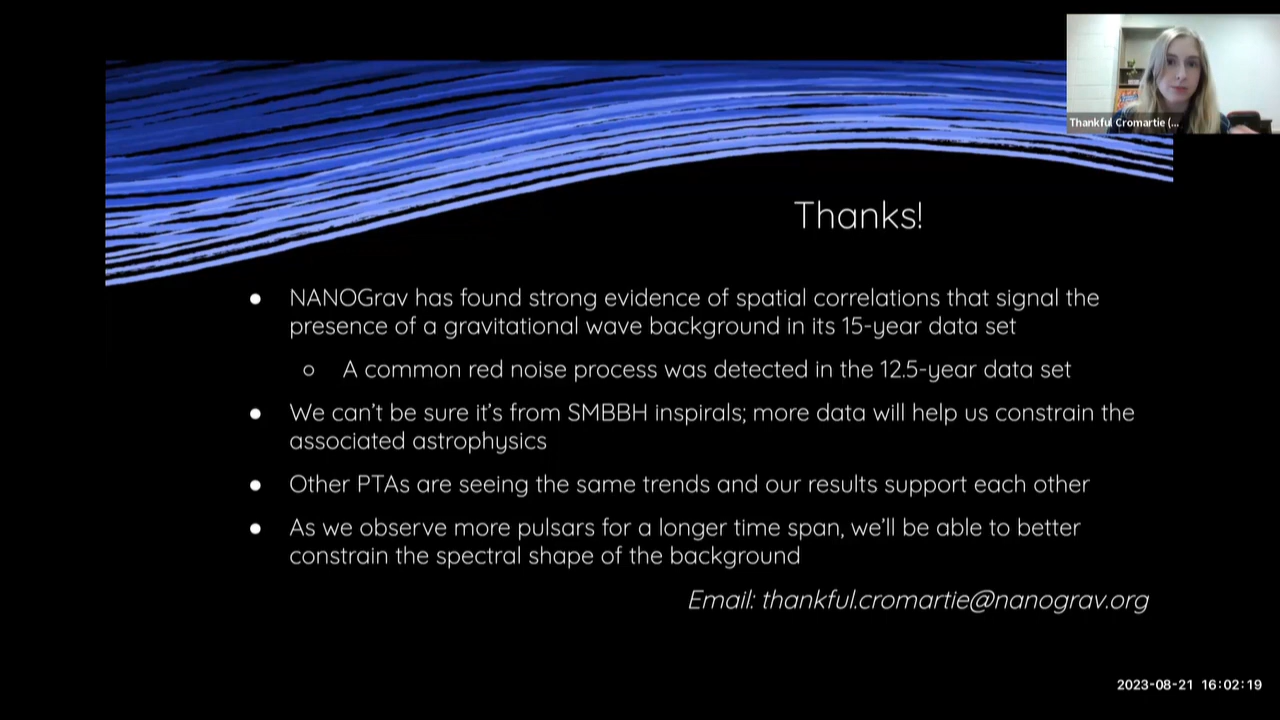 Thankful Cromartie (...
Thanks!
● NANOGrav has found strong evidence of spatial correlations that signal the
presence of a gravitational wave background in its 15-year data set
○ A common red noise process was detected in the 12.5-year data set
● We can't be sure it's from SMBBH inspirals; more data will help us constrain the
associated astrophysics
● Other PTAs are seeing the same trends and our results support each other
● As we observe more pulsars for a longer time span, we'll be able to better
constrain the spectral shape of the background
Email: thankful.cromartie@nanograv.org
2023-08-21 16:02:19